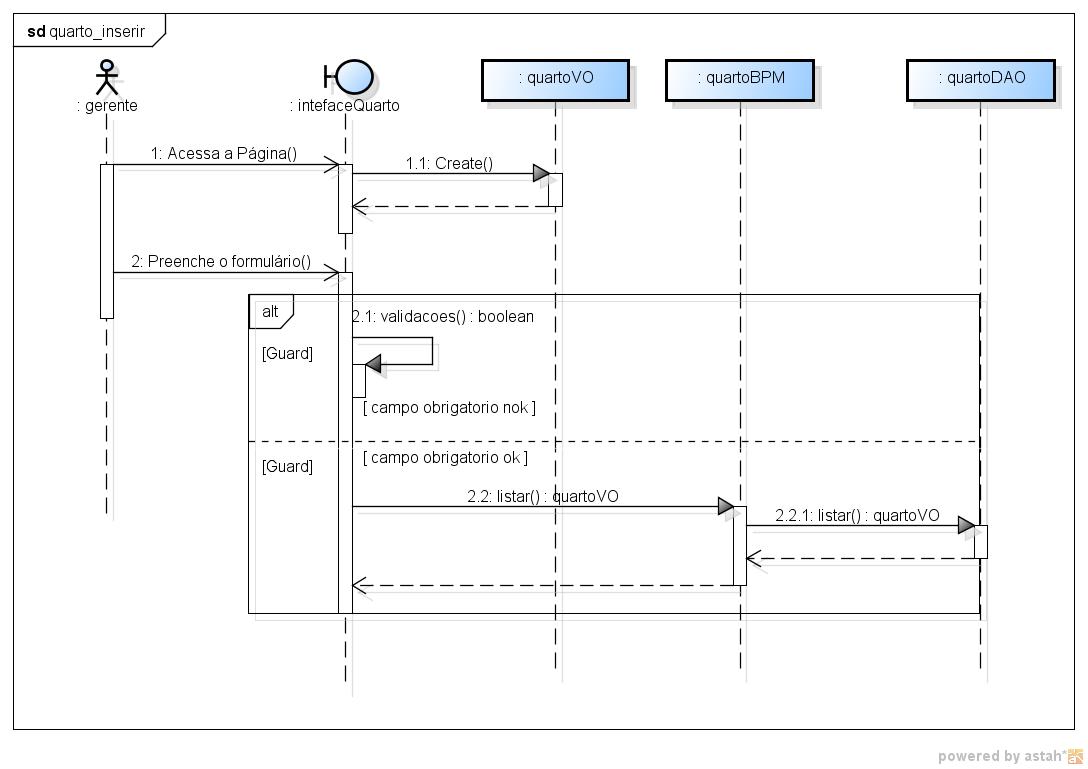 sd quarto_inserir
: gerente
: intefaceQuarto
: quartoVO
: quartoBPM
: quartoDAO
1: Acessa a Página()
1.1: Create()
2: Preenche o formulário()
alt
2.1: validacoes() : boolean
[Guard]
[ campo obrigatorio nok ]
[Guard]
[ campo obrigatorio ok ]
2.2: listar() : quartoVO
2.2.1: listar() : quartoVO
powered by astah*